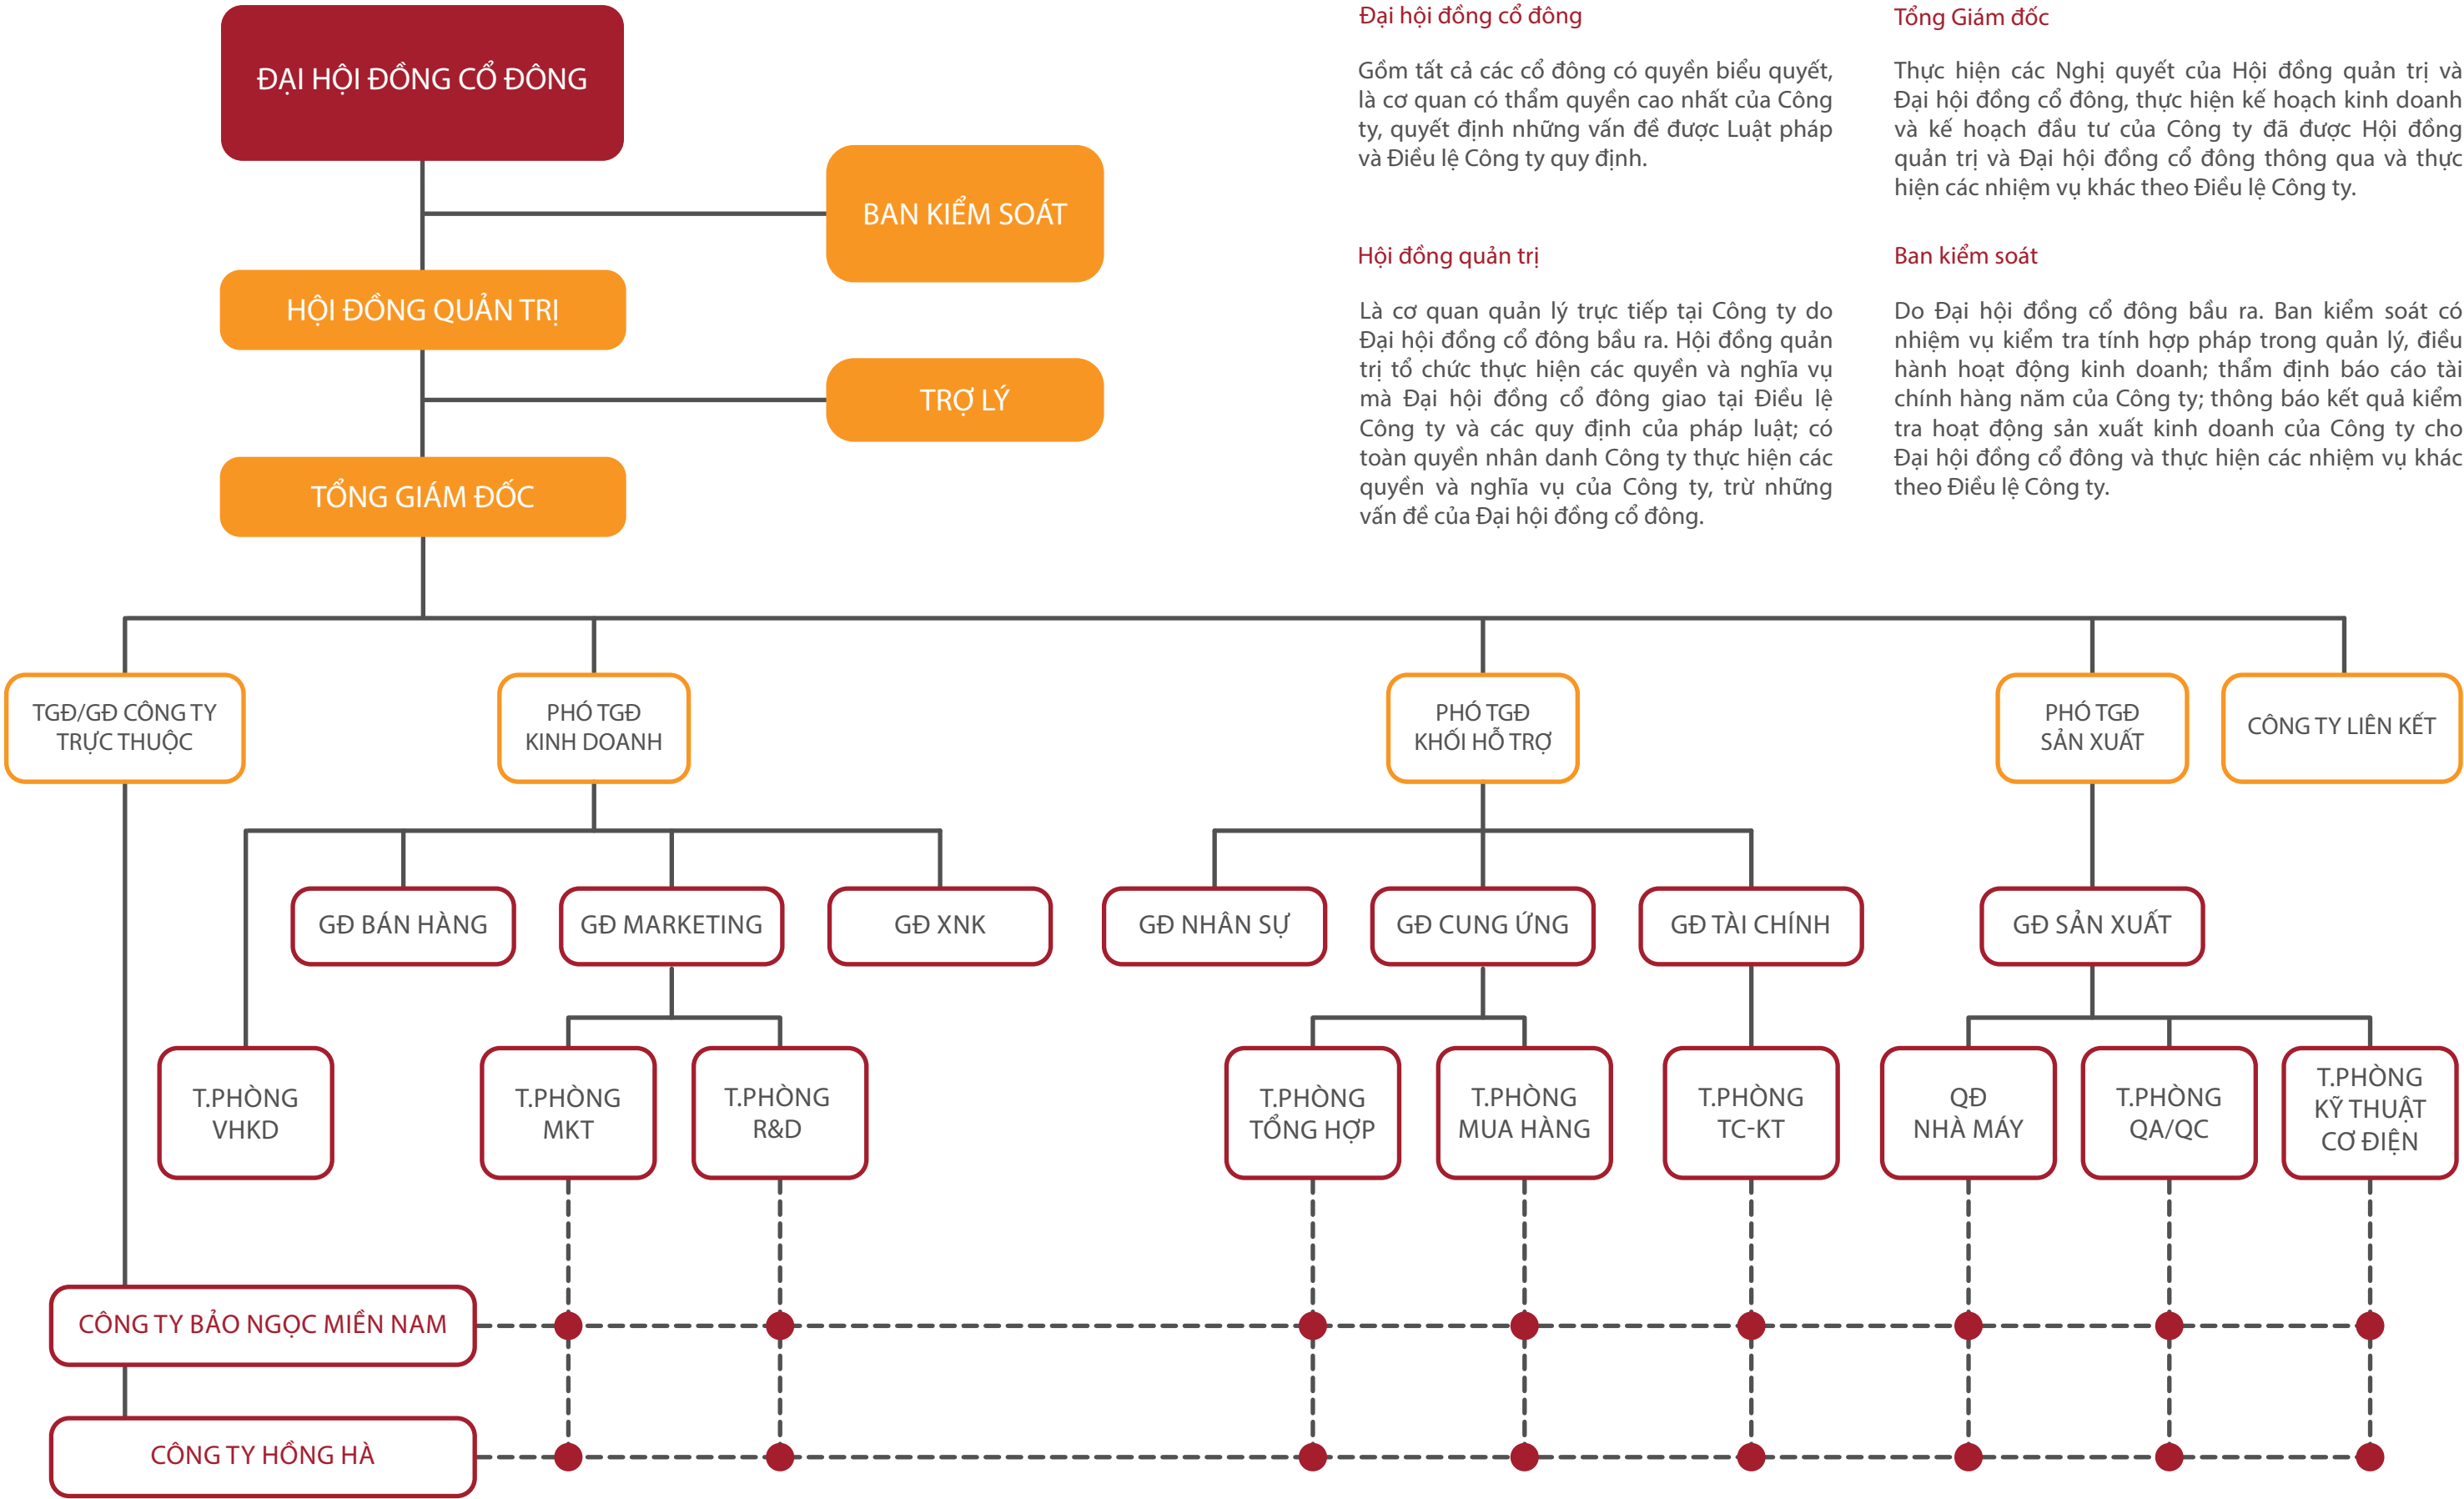 ĐẠI HỘI ĐỒNG CỔ ĐÔNG
BAN KIỂM SOÁT
HỘI ĐỒNG QUẢN TRỊ
TRỢ LÝ
TỔNG GIÁM ĐỐC
Đại hội đồng cổ đông
Gồm tất cả các cổ đông có quyền biểu quyết,
là cơ quan có thẩm quyền cao nhất của Công
ty, quyết định những vấn đề được Luật pháp
và Điều lệ Công ty quy định.
Hội đồng quản trị
Là cơ quan quản lý trực tiếp tại Công ty do
Đại hội đồng cổ đông bầu ra. Hội đồng quản
trị tổ chức thực hiện các quyền và nghĩa vụ
mà Đại hội đồng cổ đông giao tại Điều lệ
Công ty và các quy định của pháp luật; có
toàn quyền nhân danh Công ty thực hiện các
quyền và nghĩa vụ của Công ty, trừ những
vấn đề của Đại hội đồng cổ đông.
Tổng Giám đốc
Thực hiện các Nghị quyết của Hội đồng quản trị và
Đại hội đồng cổ đông, thực hiện kế hoạch kinh doanh
và kế hoạch đầu tư của Công ty đã được Hội đồng
quản trị và Đại hội đồng cổ đông thông qua và thực
hiện các nhiệm vụ khác theo Điều lệ Công ty.
Ban kiểm soát
Do Đại hội đồng cổ đông bầu ra. Ban kiểm soát có
nhiệm vụ kiểm tra tính hợp pháp trong quản lý, điều
hành hoạt động kinh doanh; thẩm định báo cáo tài
chính hàng năm của Công ty; thông báo kết quả kiểm
tra hoạt động sản xuất kinh doanh của Công ty cho
Đại hội đồng cổ đông và thực hiện các nhiệm vụ khác
theo Điều lệ Công ty.
TGĐ/GĐ CÔNG TY
TRỰC THUỘC
PHÓ TGĐ
KINH DOANH
PHÓ TGĐ
KHỐI HỖ TRỢ
PHÓ TGĐ
SẢN XUẤT
CÔNG TY LIÊN KẾT
GĐ BÁN HÀNG
GĐ MARKETING
GĐ XNK
GĐ NHÂN SỰ
GĐ CUNG ỨNG
GĐ TÀI CHÍNH
GĐ SẢN XUẤT
T.PHÒNG
VHKD
T.PHÒNG
MKT
T.PHÒNG
R&D
T.PHÒNG
TỔNG HỢP
T.PHÒNG
MUA HÀNG
T.PHÒNG
TC-KT
QĐ
NHÀ MÁY
T.PHÒNG
QA/QC
T.PHÒNG
KỸ THUẬT
CƠ ĐIỆN
CÔNG TY BẢO NGỌC MIỀN NAM
CÔNG TY HỒNG HÀ